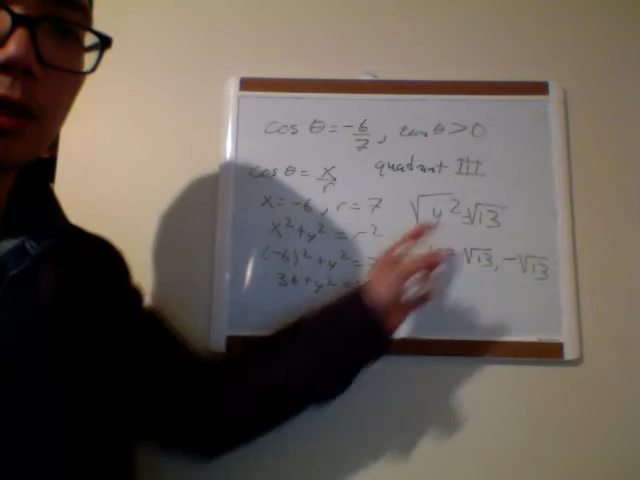 cos θ = -6/7, tan θ > 0
cos θ = x/r
quadrant III
x = -6, r = 7
x² + y² = r²
(-6)² + y² =
36 + y² =
√y² = √13
√13, -√13